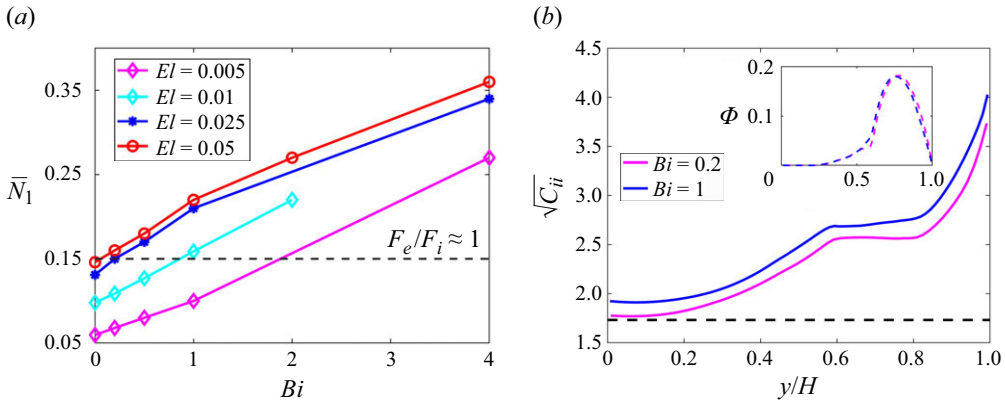 (a)
0.35
0.25
N̅₁
0.15
0.05
El = 0.005
El = 0.01
El = 0.025
El = 0.05
Fₑ/Fᵢ ≈ 1
0 1 2 3 4
Bi
(b)
4.5
4.0
3.5
3.0
√Cᵢᵢ
2.5
2.0
1.5
0.2
Φ 0.1
0 0.5 1.0
Bi = 0.2
Bi = 1
0 0.2 0.4 0.6 0.8 1.0
y/H